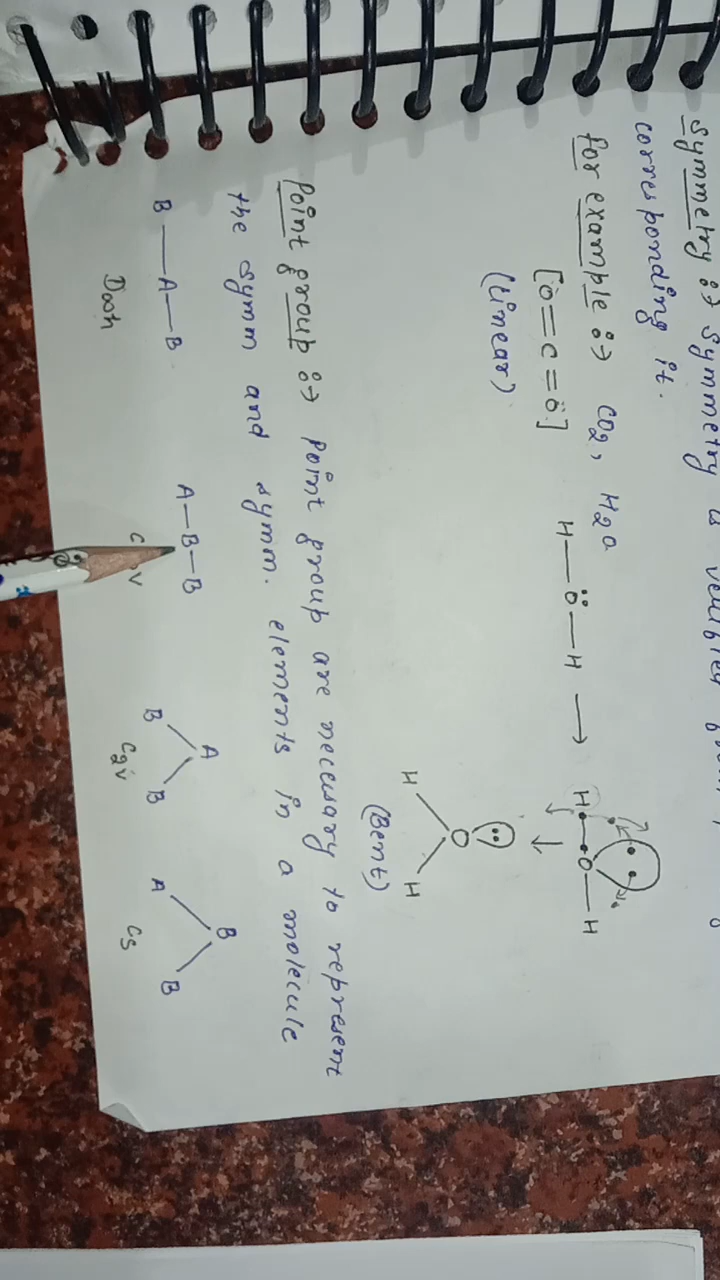 Symmetry :→ Symmetry is
corresponding it.
for example :→ CO2, H2O
[Ö=C=Ö] H—Ö—H → H—O—H
(Linear)
O
H H
(Bent)
Point group :→ Point group are necessary to represent
the symm and symm. elements in a molecule
B—A—B A—B—B A B
B B A B
D∞h C∞v C2v Cs